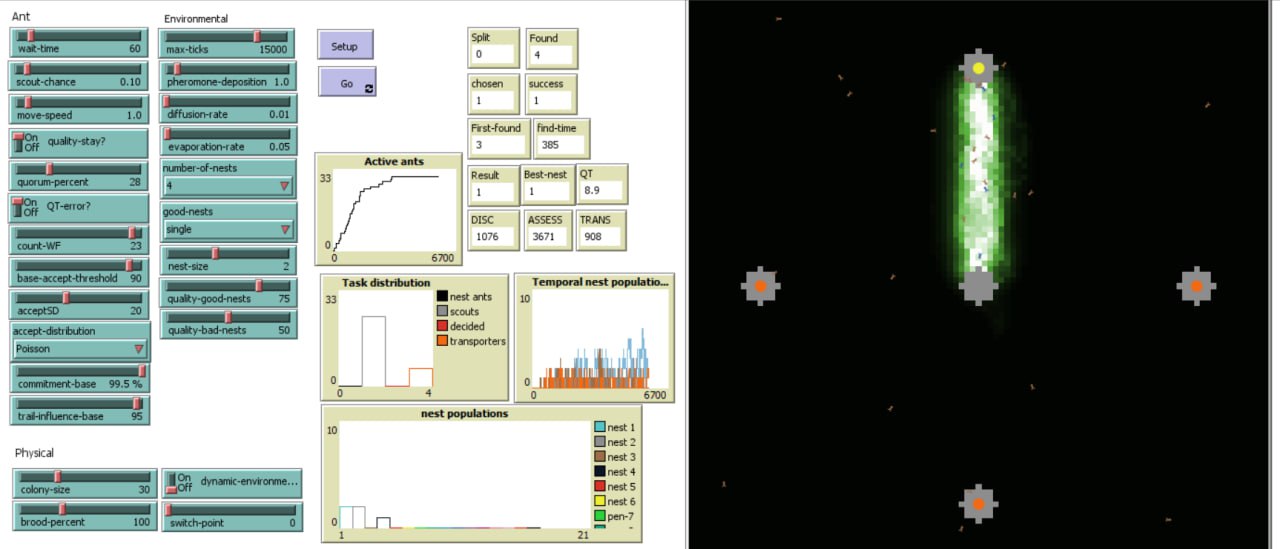 Ant
wait-time 60
scout-chance 0.10
move-speed 1.0
On
Off
quality-stay?
quorum-percent 28
On
Off
QT-error?
count-WF 23
base-accept-threshold 90
acceptSD 20
accept-distribution
Poisson
commitment-base 99.5 %
trail-influence-base 95
Physical
colony-size 30
brood-percent 100
Environmental
max-ticks 15000
pheromone-deposition 1.0
diffusion-rate 0.01
evaporation-rate 0.05
number-of-nests
4
good-nests
single
nest-size 2
quality-good-nests 75
quality-bad-nests 50
On
Off
dynamic-environme...
switch-point 0
Setup
Go
Split
0
Found
4
chosen
1
success
1
First-found
3
find-time
385
Result
1
Best-nest
1
QT
8.9
DISC
1076
ASSESS
3671
TRANS
908
Active ants
33
0
0 6700
Task distribution
33
0
0 4
nest ants
scouts
decided
transporters
Temporal nest populatio...
10
0
0 6700
nest populations
10
0
1 21
nest 1
nest 2
nest 3
nest 4
nest 5
nest 6
pen-7